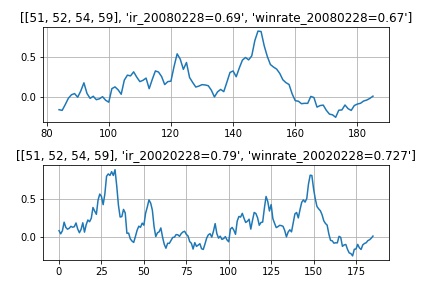 [[51, 52, 54, 59], 'ir_20080228=0.69', 'winrate_20080228=0.67']
0.5
0.0
80 100 120 140 160 180
[[51, 52, 54, 59], 'ir_20020228=0.79', 'winrate_20020228=0.727']
0.5
0.0
0 25 50 75 100 125 150 175